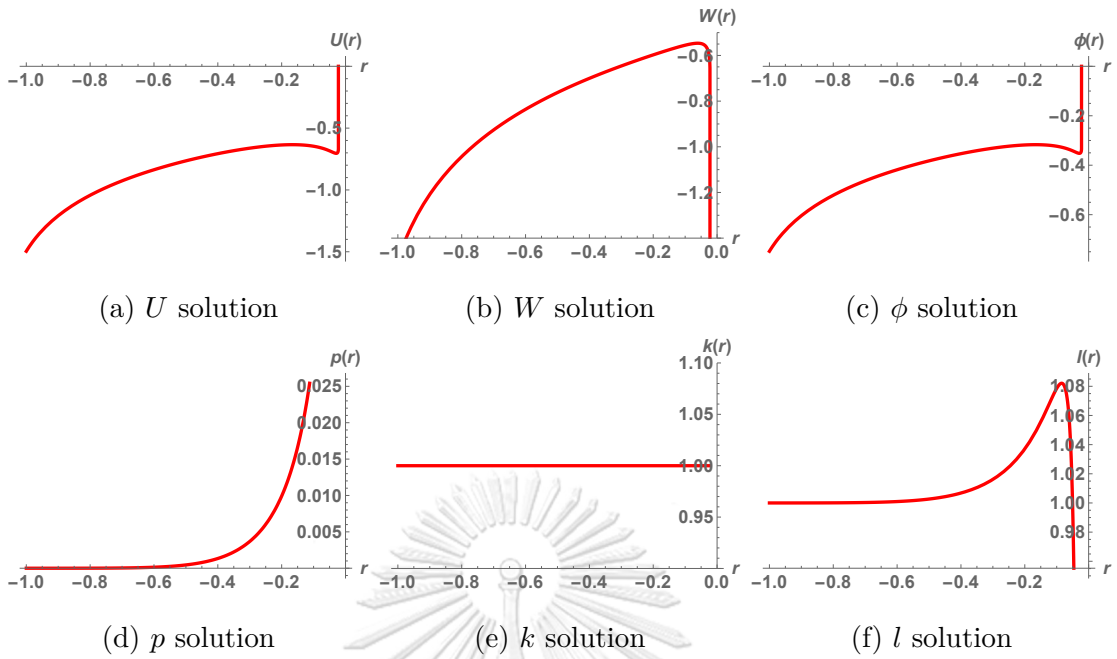 U(r)
r
−1.0 −0.8 −0.6 −0.4 −0.2
−0.5
−1.0
−1.5
(a) U solution
W(r)
−0.6
−0.8
−1.0
−1.2
−1.0 −0.8 −0.6 −0.4 −0.2 0.0
r
(b) W solution
ϕ(r)
r
−1.0 −0.8 −0.6 −0.4 −0.2
−0.2
−0.4
−0.6
(c) ϕ solution
p(r)
0.025
0.020
0.015
0.010
0.005
−1.0 −0.8 −0.6 −0.4 −0.2
r
(d) p solution
k(r)
1.10
1.05
1.00
0.95
−1.0 −0.8 −0.6 −0.4 −0.2 0.0
r
(e) k solution
l(r)
1.08
1.06
1.04
1.02
1.00
0.98
−1.0 −0.8 −0.6 −0.4 −0.2
r
(f) l solution